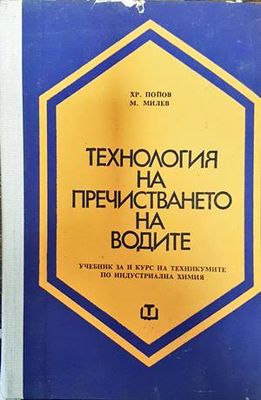 ХР. ПОПОВ
М. МИЛЕВ
ТЕХНОЛОГИЯ
НА
ПРЕЧИСТВАНЕТО
НА
ВОДИТЕ
УЧЕБНИК ЗА II КУРС НА ТЕХНИКУМИТЕ
ПО ИНДУСТРИАЛНА ХИМИЯ
Т